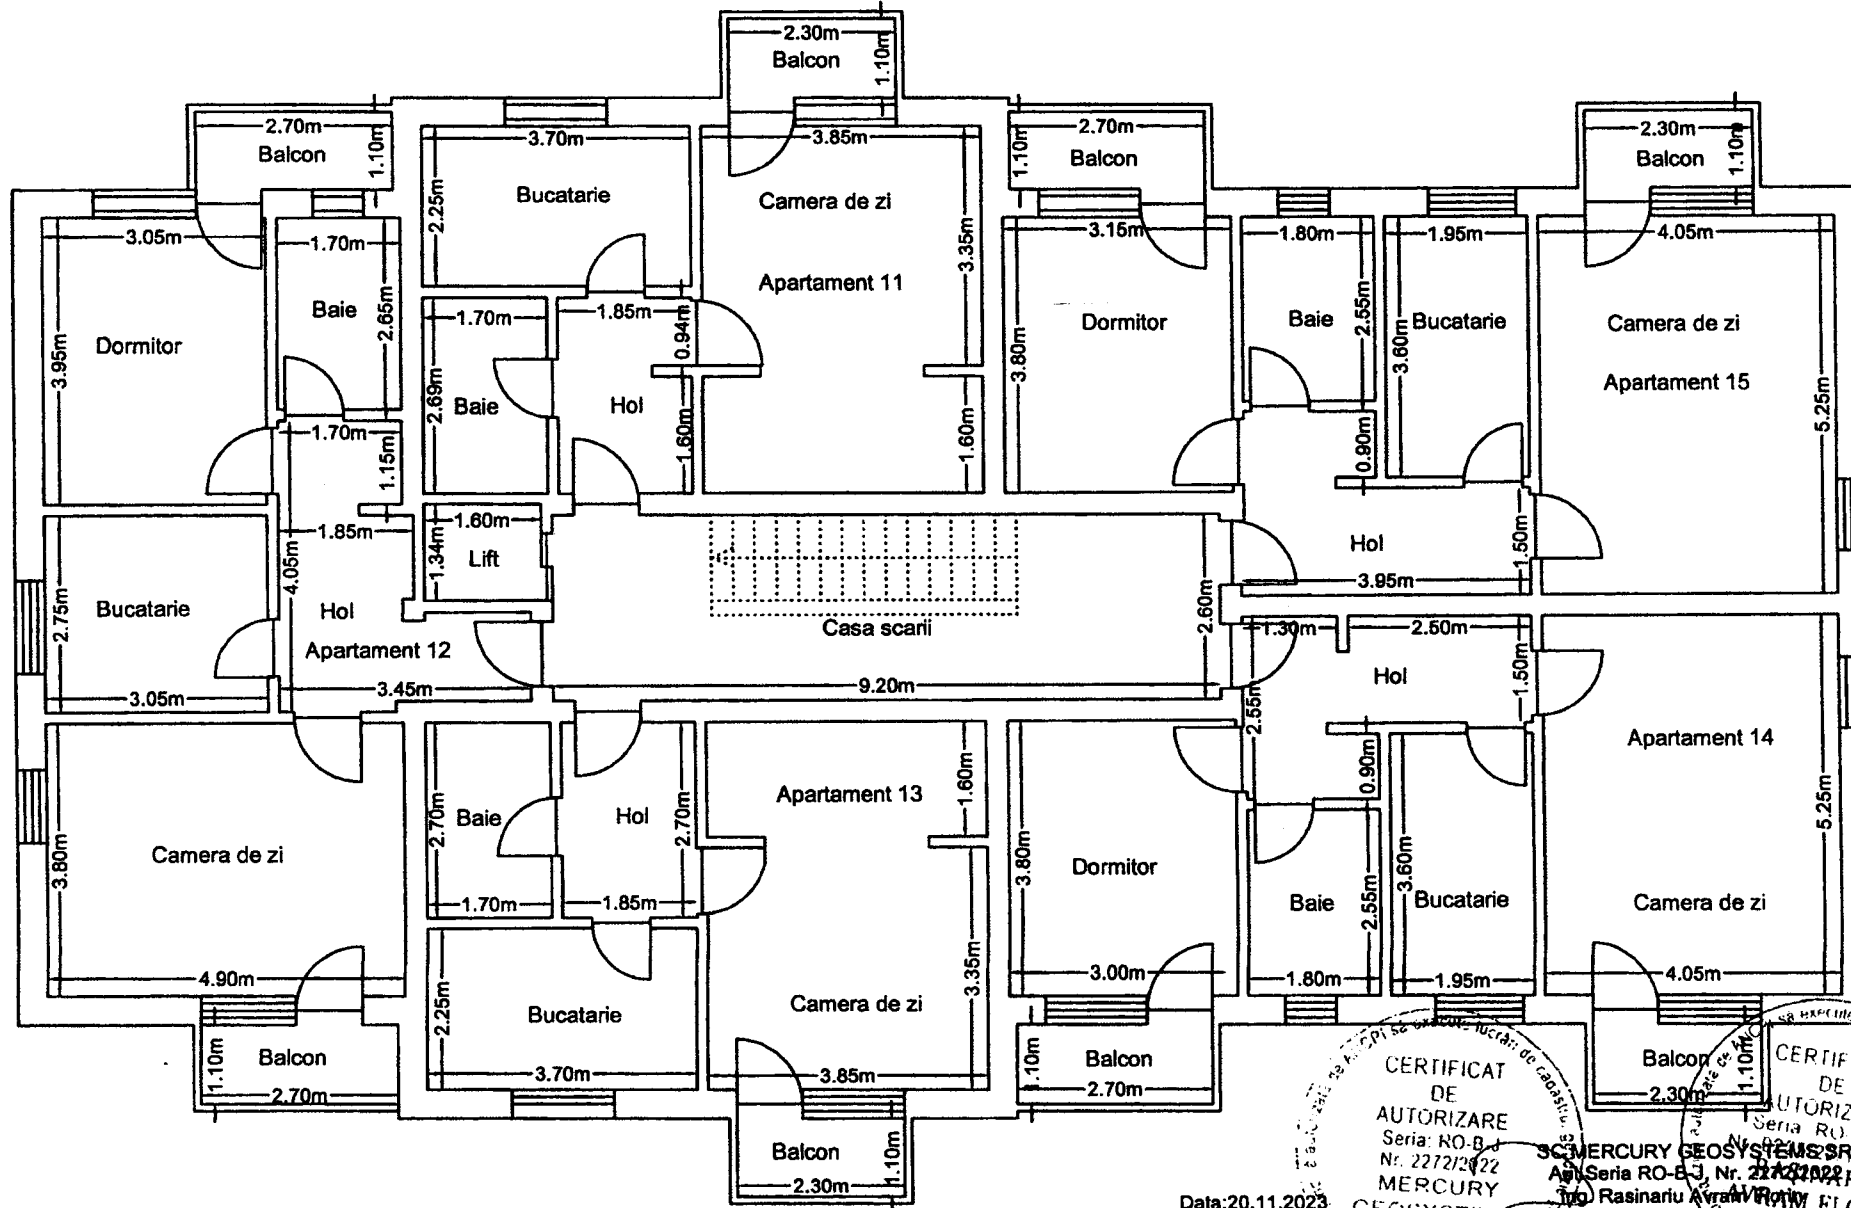 2.30m
Balcon
1.10m
2.70m
Balcon
1.10m
3.70m
3.85m
2.70m
Balcon
1.10m
2.30m
Balcon
1.10m
Bucatarie
2.25m
Camera de zi
3.35m
Apartament 11
3.05m
3.95m
Dormitor
1.70m
2.65m
Baie
3.15m
3.80m
Dormitor
1.80m
2.55m
Baie
1.95m
3.60m
Bucatarie
4.05m
Camera de zi
Apartament 15
5.25m
1.70m
2.69m
Baie
1.85m
0.94m
Hol
1.60m
1.60m
1.70m
1.15m
0.90m
1.85m
4.05m
Hol
Apartament 12
3.45m
1.60m
1.34m
Lift
Casa scarii
9.20m
2.60m
Hol
1.50m
3.95m
2.75m
Bucatarie
3.05m
1.30m
2.50m
Hol
1.50m
2.55m
0.90m
3.80m
Camera de zi
4.90m
2.70m
Baie
1.70m
Hol
2.70m
1.85m
Apartament 13
1.60m
3.35m
Camera de zi
3.85m
3.80m
Dormitor
3.00m
Baie
2.55m
1.80m
3.60m
Bucatarie
1.95m
Apartament 14
5.25m
Camera de zi
4.05m
2.25m
Bucatarie
3.70m
1.10m
Balcon
2.70m
Balcon
1.10m
2.30m
1.10m
Balcon
2.70m
Balcon
1.10m
2.30m
CERTIFICAT
DE
AUTORIZARE
Seria: RO-B-J
Nr. 2272/2022
MERCURY
DE
SC MERCURY GEOSYSTEMS SR
Aut.Seria RO-B-J, Nr. 2272/2022
Ing. Rasinariu Avram
Data:20.11.2023